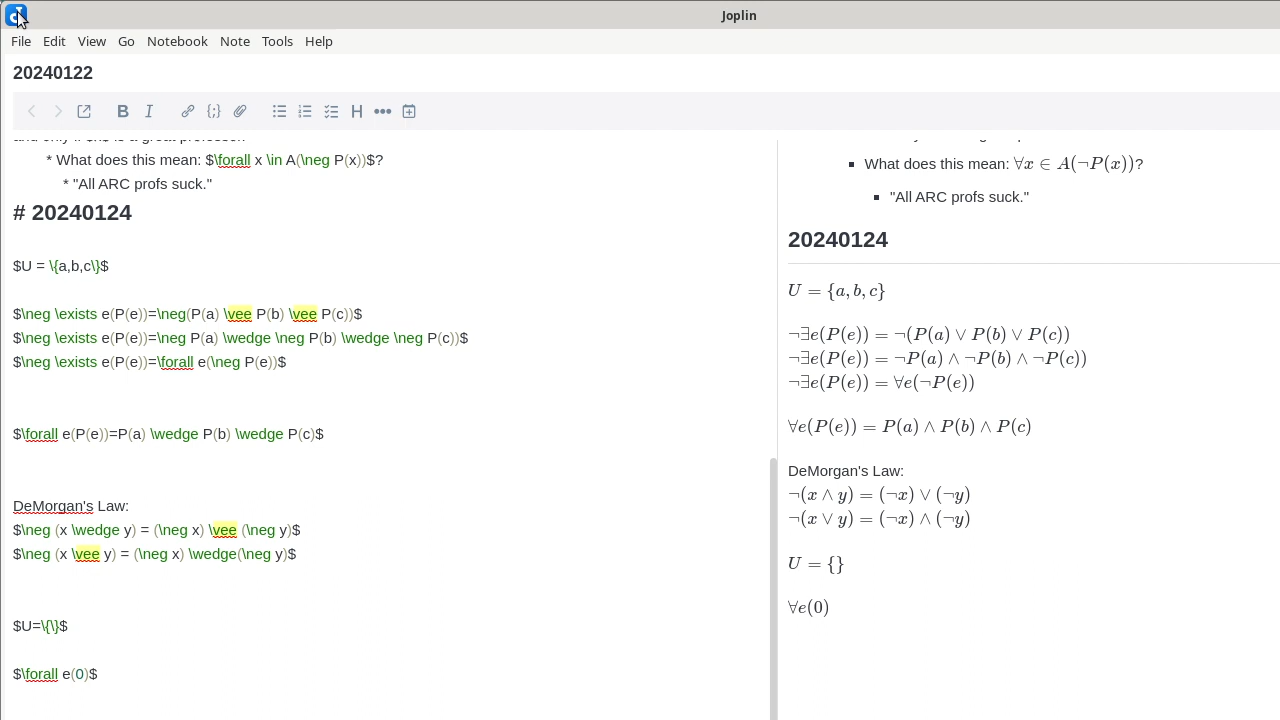 Joplin
File Edit View Go Notebook Note Tools Help
20240122
* What does this mean: $\forall x \in A(\neg P(x))$?
* "All ARC profs suck."
# 20240124
$U = \{a,b,c\}$
$\neg \exists e(P(e))=\neg(P(a) \vee P(b) \vee P(c))$
$\neg \exists e(P(e))=\neg P(a) \wedge \neg P(b) \wedge \neg P(c))$
$\neg \exists e(P(e))=\forall e(\neg P(e))$
$\forall e(P(e))=P(a) \wedge P(b) \wedge P(c)$
DeMorgan's Law:
$\neg (x \wedge y) = (\neg x) \vee (\neg y)$
$\neg (x \vee y) = (\neg x) \wedge(\neg y)$
$U=\{\}$
$\forall e(0)$
What does this mean: ∀x ∈ A(¬P(x))?
"All ARC profs suck."
20240124
U = {a, b, c}
¬∃e(P(e)) = ¬(P(a) ∨ P(b) ∨ P(c))
¬∃e(P(e)) = ¬P(a) ∧ ¬P(b) ∧ ¬P(c))
¬∃e(P(e)) = ∀e(¬P(e))
∀e(P(e)) = P(a) ∧ P(b) ∧ P(c)
DeMorgan's Law:
¬(x ∧ y) = (¬x) ∨ (¬y)
¬(x ∨ y) = (¬x) ∧ (¬y)
U = {}
∀e(0)